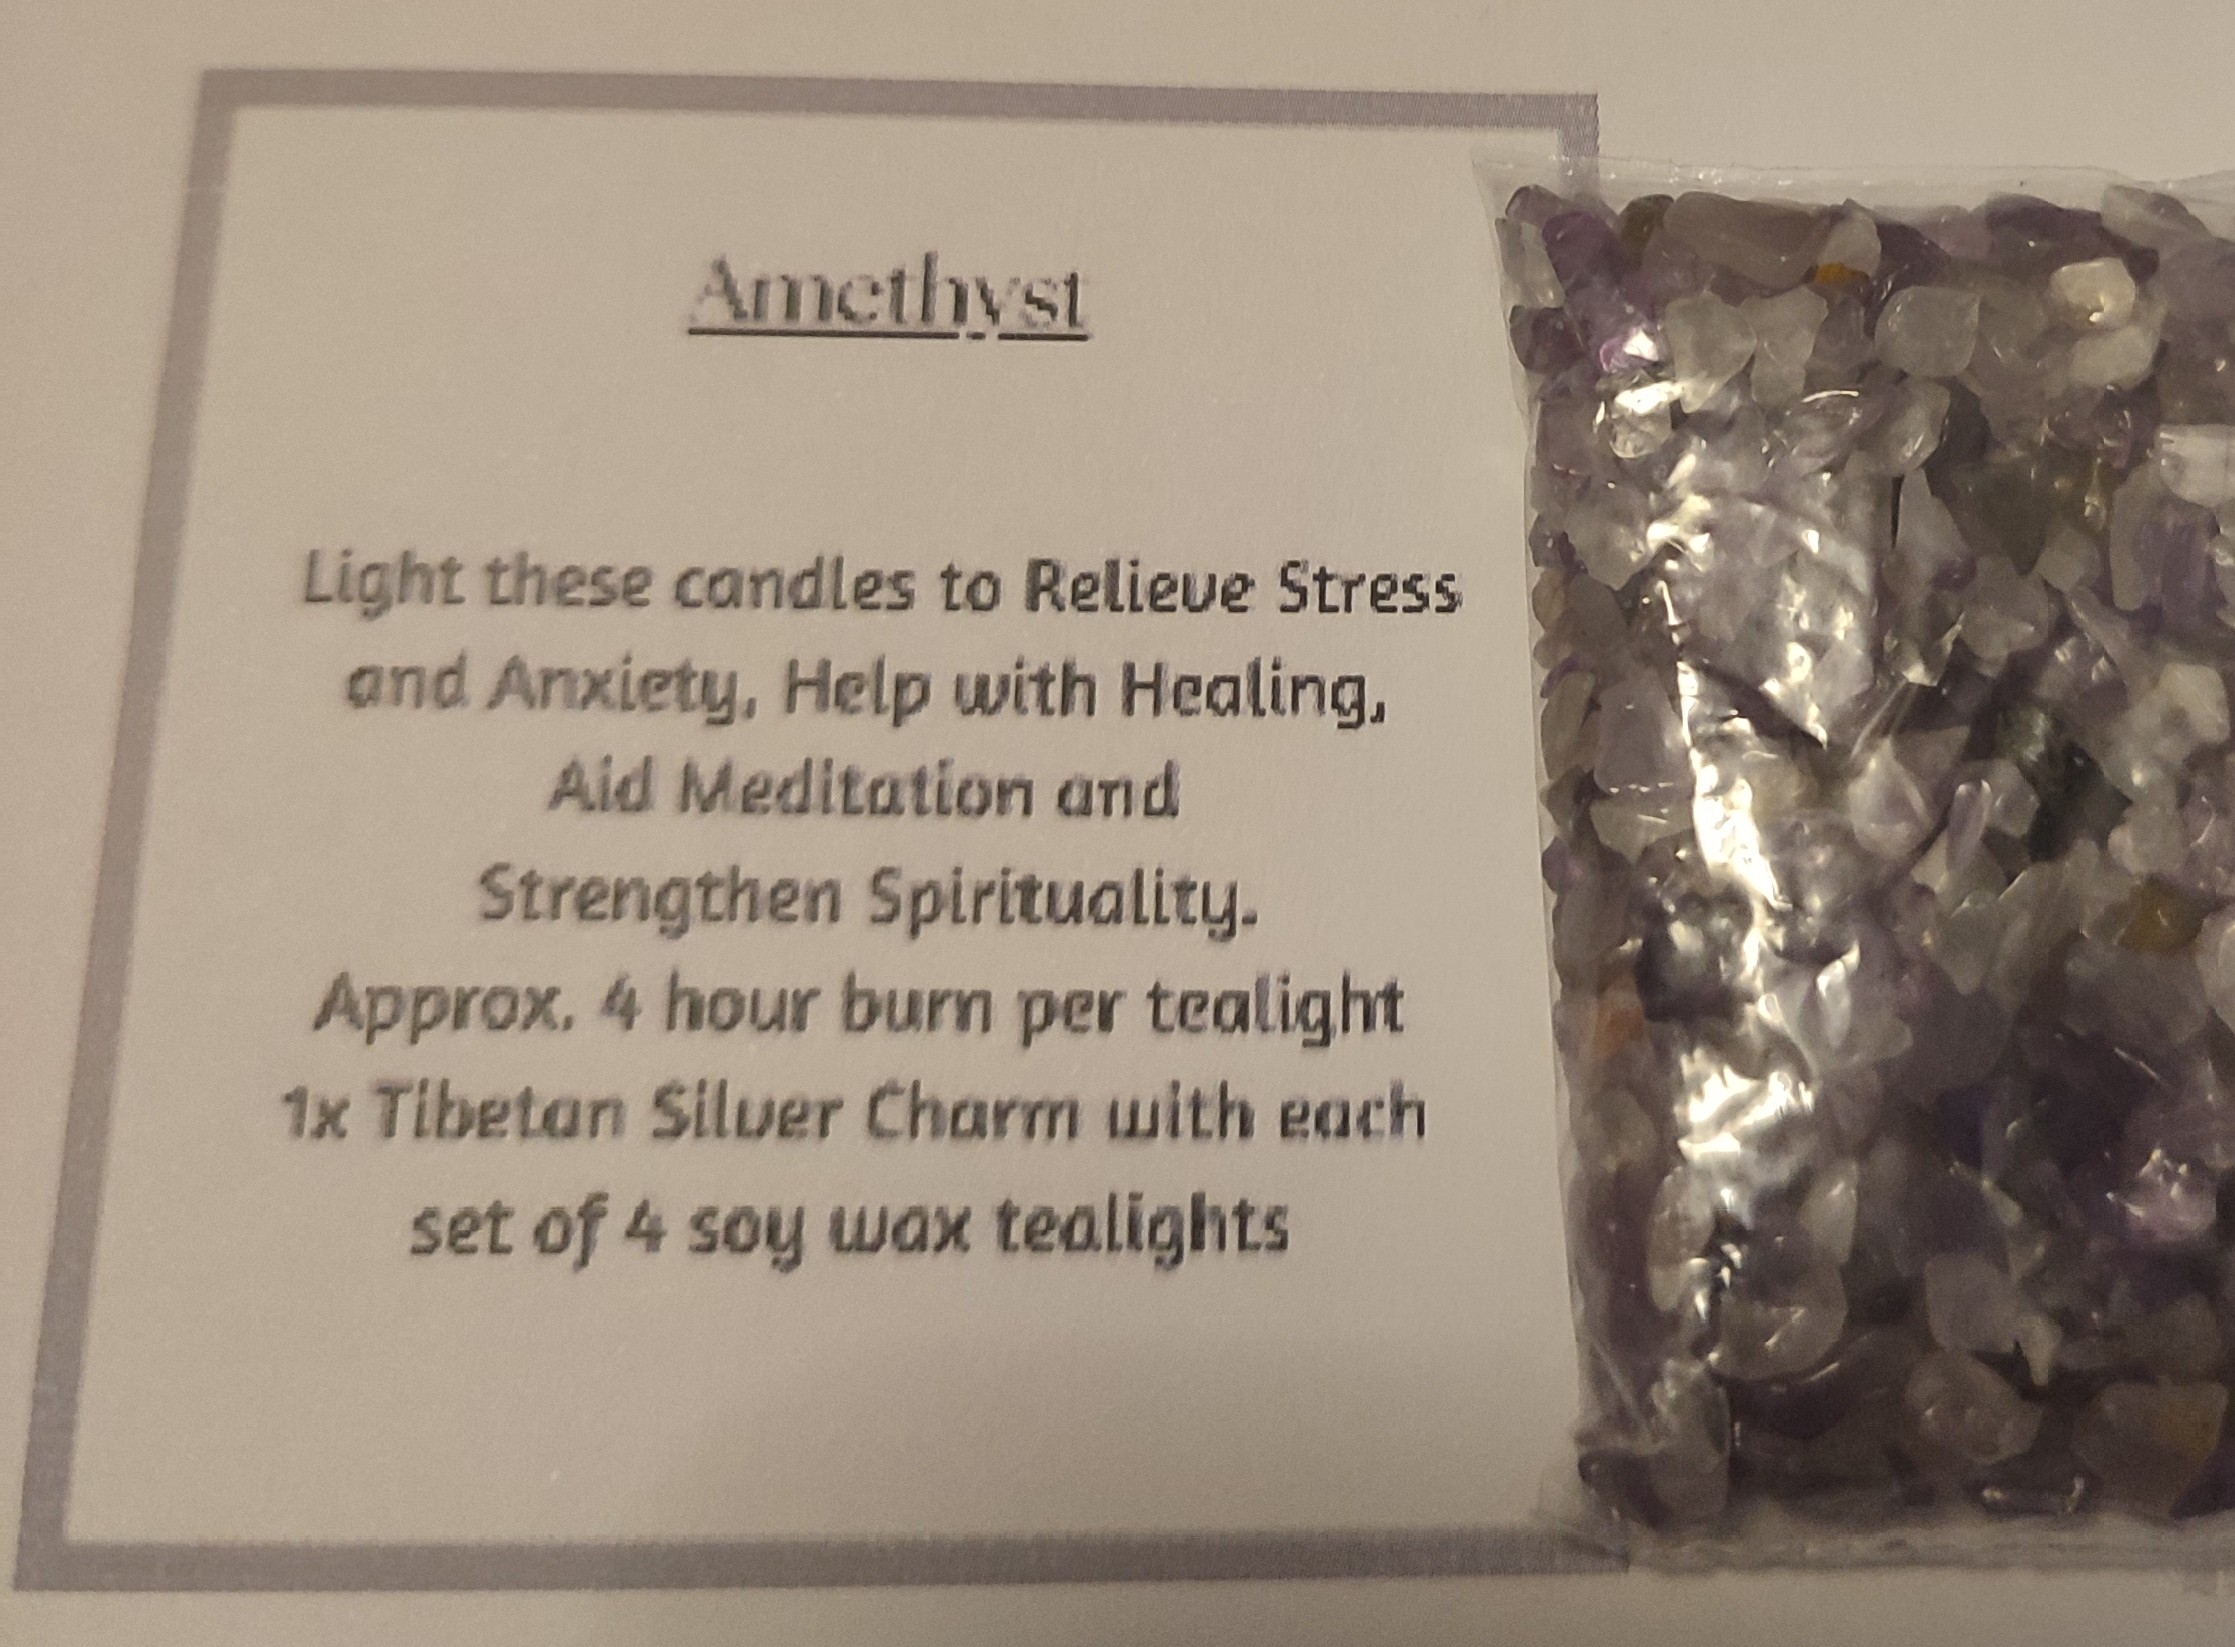 Amethyst
Light these candles to Relieve Stress
and Anxiety, Help with Healing,
Aid Meditation and
Strengthen Spirituality.
Approx. 4 hour burn per tealight
1x Tibetan Silver Charm with each
set of 4 soy wax tealights